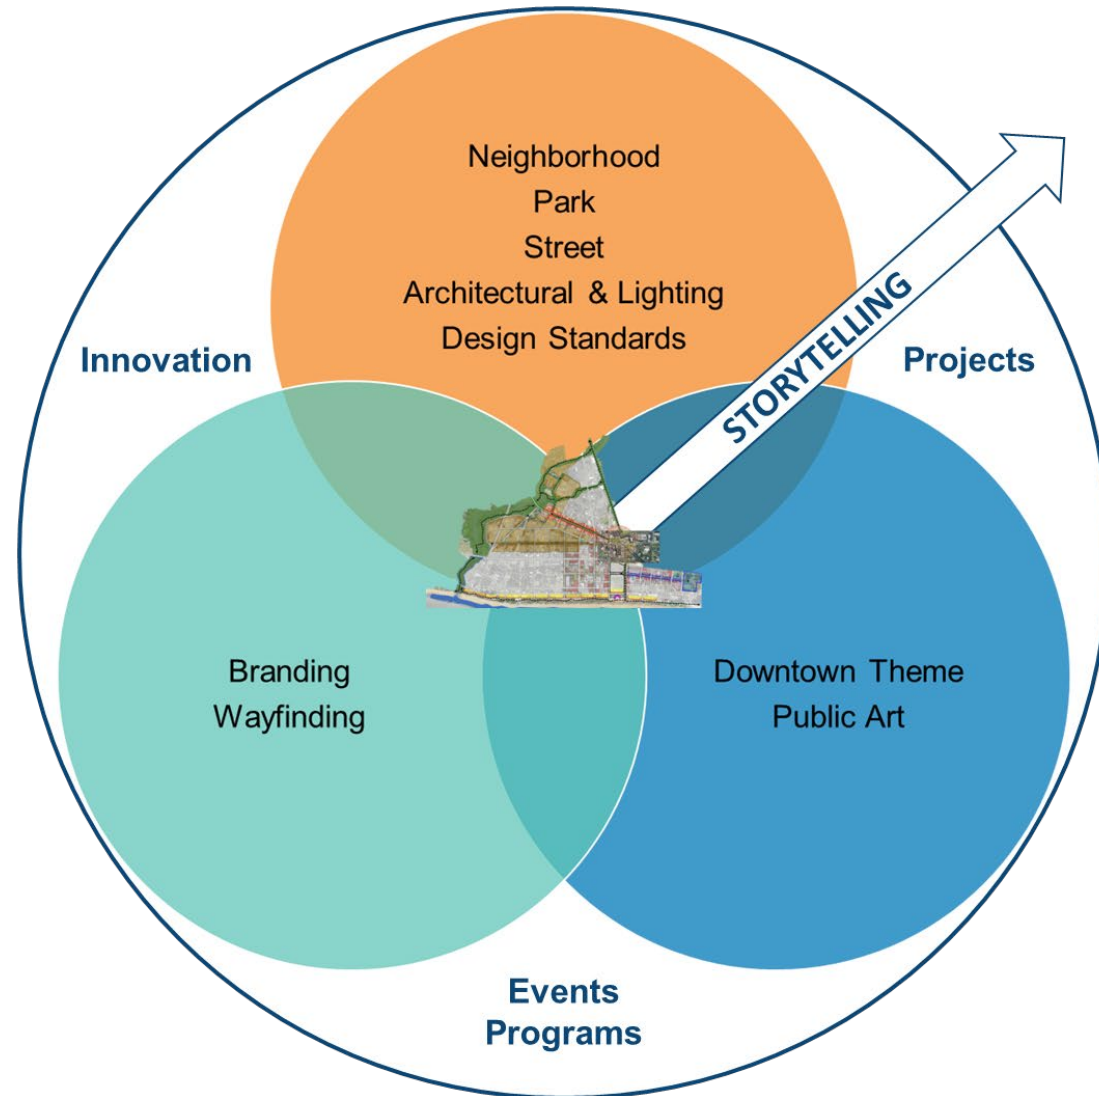 Neighborhood
Park
Street
Architectural & Lighting
Design Standards
STORYTELLING
Innovation
Projects
Branding
Wayfinding
Downtown Theme
Public Art
Events
Programs